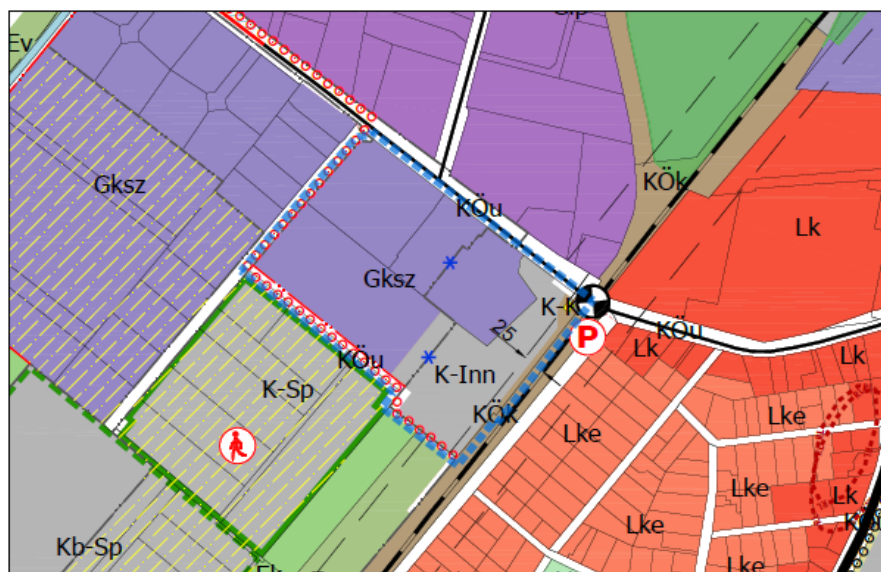 Ev
KÖk
Gksz
KÖu
Lk
Gksz
K-K
25
P
KÖu
Lk
Lk
KÖu
K-Inn
K-Sp
KÖk
Lke
Lke
Lke
Lk
Lke
Kb-Sp
Lke